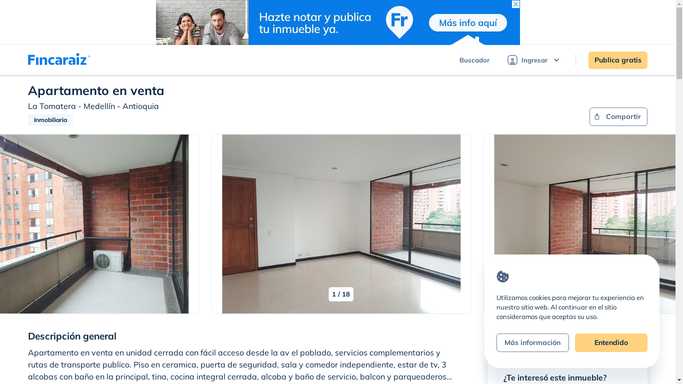 Hazte notar y publica
tu inmueble ya.
Fr
Más info aquí
Fincaraiz
Buscador
Ingresar
Publica gratis
Apartamento en venta
La Tomatera - Medellín - Antioquia
Inmobiliaria
Compartir
1 / 18
Utilizamos cookies para mejorar tu experiencia en
nuestro sitio web. Al continuar en el sitio
consideramos que aceptas su uso.
Más información
Entendido
Descripción general
Apartamento en venta en unidad cerrada con fácil acceso desde la av el poblado, servicios complementarios y
rutas de transporte publico. Piso en ceramica, puerta de seguridad, sala y comedor independiente, estar de tv, 3
alcobas con baño en la principal, tina, cocina integral cerrada, alcoba y baño de servicio, balcon y parqueaderos...
¿Te interesó este inmueble?